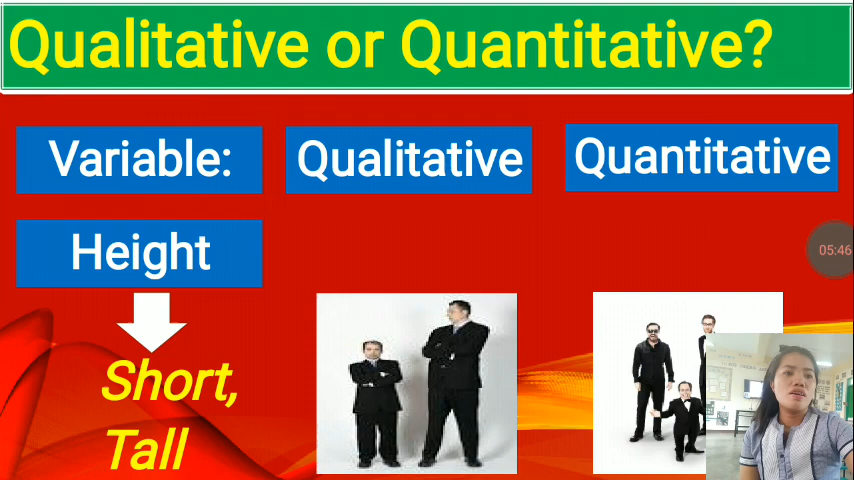 Qualitative or Quantitative?
Variable:
Qualitative
Quantitative
Height
05:46
Short,
Tall